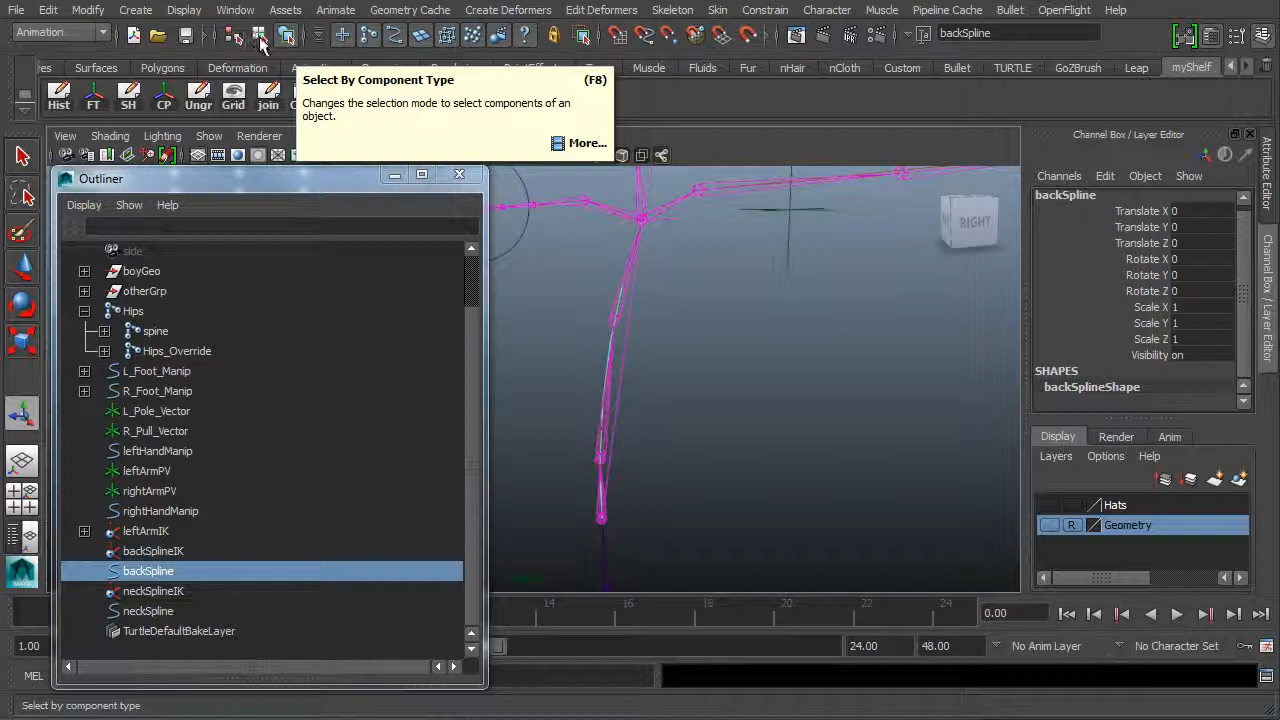 File Edit Modify Create Display Window Assets Animate Geometry Cache Create Deformers Edit Deformers Skeleton Skin Constrain Character Muscle Pipeline Cache Bullet OpenFlight Help
Animation
backSpline
Surfaces Polygons Deformation Muscle Fluids Fur nHair nCloth Custom Bullet TURTLE GoZBrush Leap myShelf
Select By Component Type (F8)
Changes the selection mode to select components of an
object.
More...
Hist FT SH CP Ungr Grid join
View Shading Lighting Show Renderer
Channel Box / Layer Editor
Outliner
Display Show Help
Channels Edit Object Show
backSpline
Translate X 0
Translate Y 0
Translate Z 0
Rotate X 0
Rotate Y 0
Rotate Z 0
Scale X 1
Scale Y 1
Scale Z 1
Visibility on
SHAPES
backSplineShape
Attribute Editor
Channel Box / Layer Editor
RIGHT
side
boyGeo
otherGrp
Hips
spine
Hips_Override
L_Foot_Manip
R_Foot_Manip
L_Pole_Vector
R_Pull_Vector
leftHandManip
leftArmPV
rightArmPV
rightHandManip
leftArmIK
backSplineIK
backSpline
neckSplineIK
neckSpline
TurtleDefaultBakeLayer
Display Render Anim
Layers Options Help
Hats
R Geometry
14 16 18 20 22 24
0.00
1.00
24.00 48.00 No Anim Layer No Character Set
MEL
Select by component type